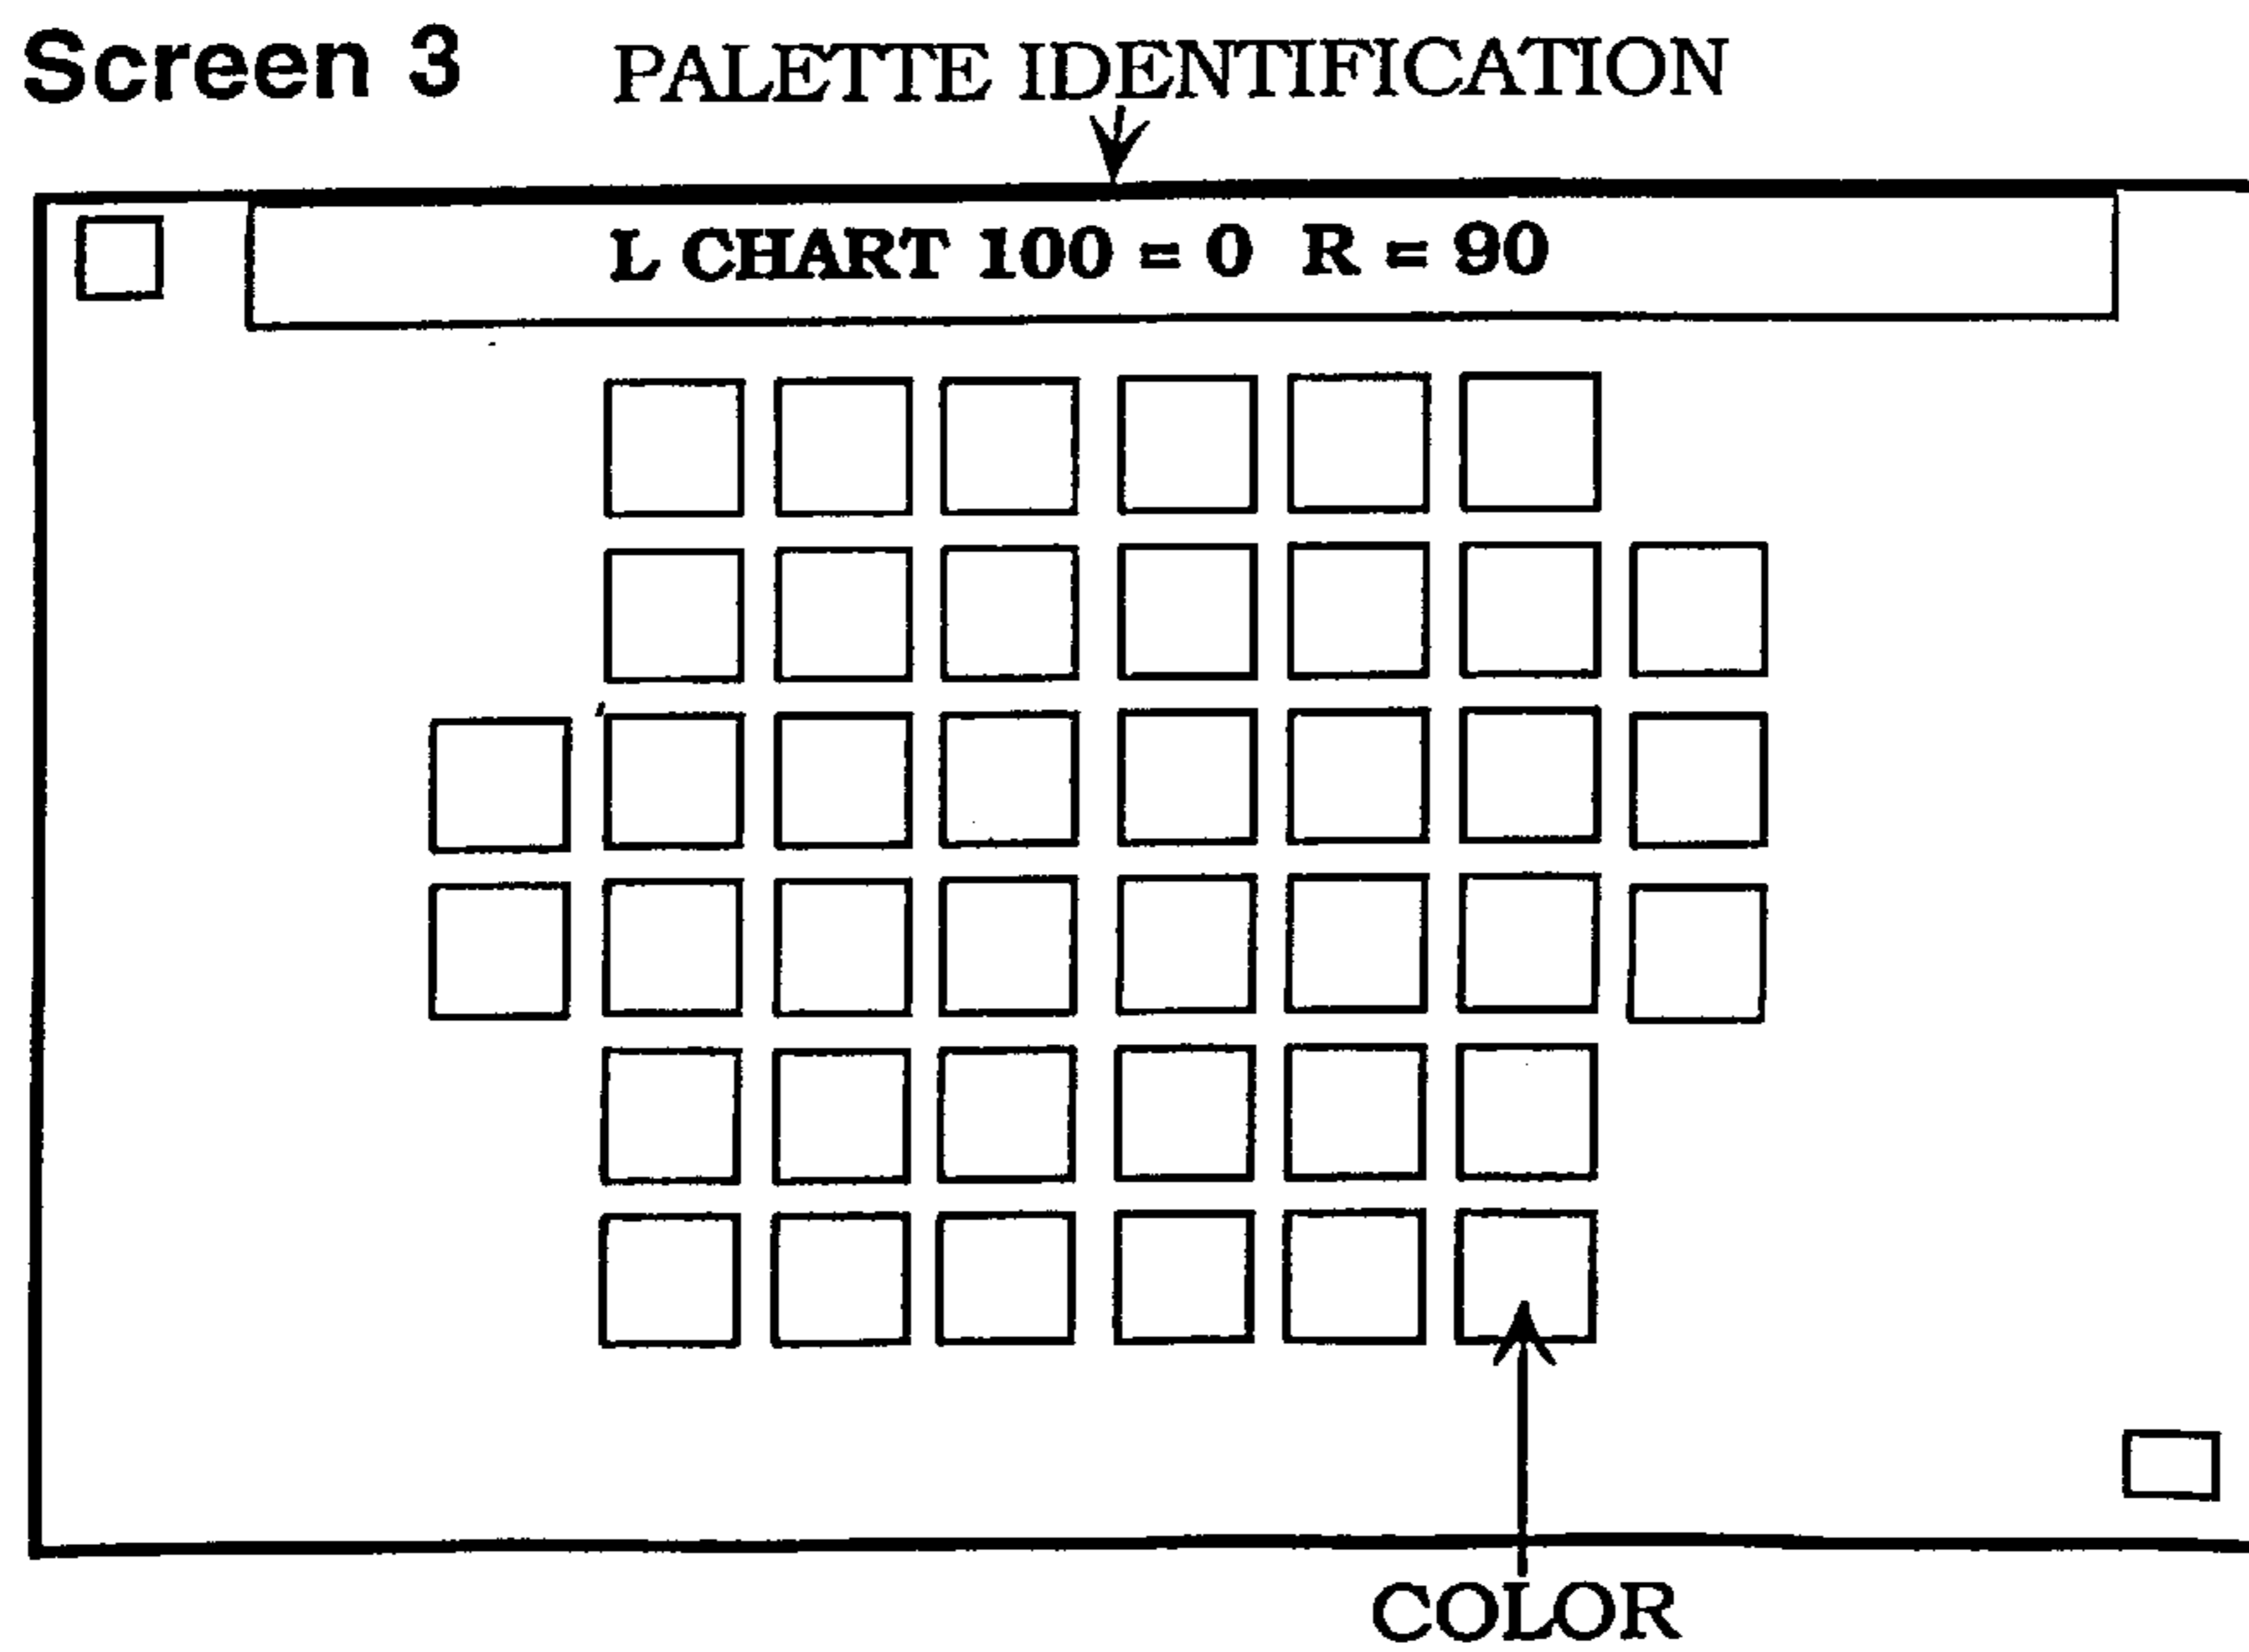 Screen 3 PALETTE IDENTIFICATION
L CHART 100 = 0 R = 90
COLOR